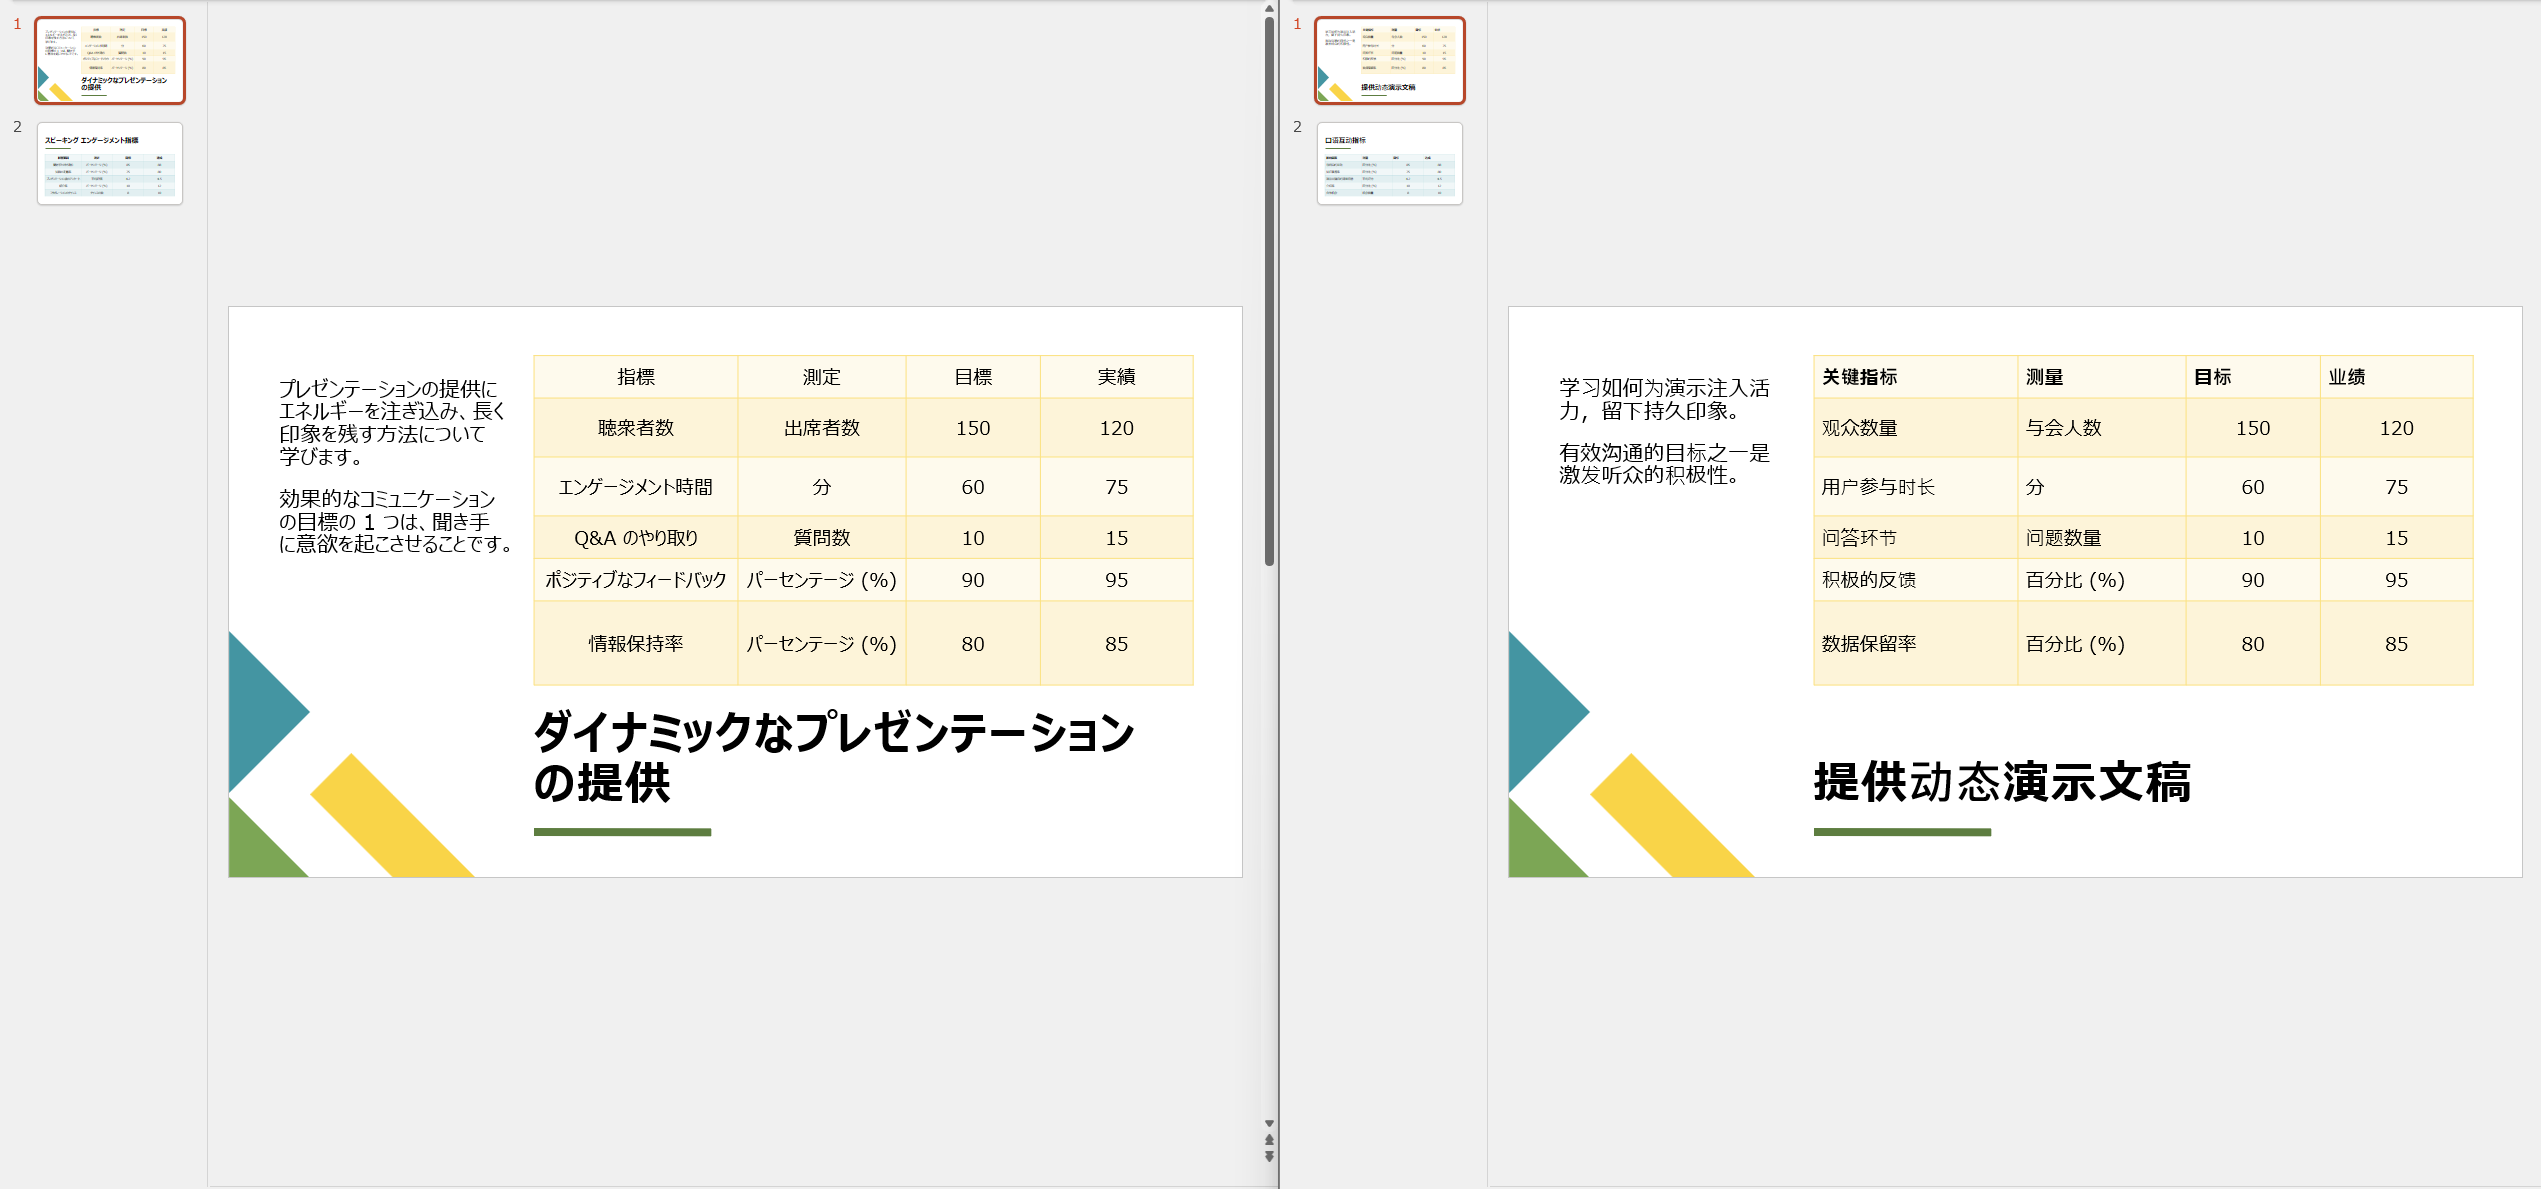 1
2
スピーキング エンゲージメント指標
プレゼンテーションの提供に
エネルギーを注ぎ込み、長く
印象を残す方法について
学びます。
効果的なコミュニケーション
の目標の 1 つは、聞き手
に意欲を起こさせることです。
指標 測定 目標 実績
聴衆者数 出席者数 150 120
エンゲージメント時間 分 60 75
Q&A のやり取り 質問数 10 15
ポジティブなフィードバック パーセンテージ (%) 90 95
情報保持率 パーセンテージ (%) 80 85
ダイナミックなプレゼンテーション
の提供
1
2
提供动态演示文稿
口语互动指标
学习如何为演示注入活
力，留下持久印象。
有效沟通的目标之一是
激发听众的积极性。
关键指标 测量 目标 业绩
观众数量 与会人数 150 120
用户参与时长 分 60 75
问答环节 问题数量 10 15
积极的反馈 百分比 (%) 90 95
数据保留率 百分比 (%) 80 85
提供动态演示文稿